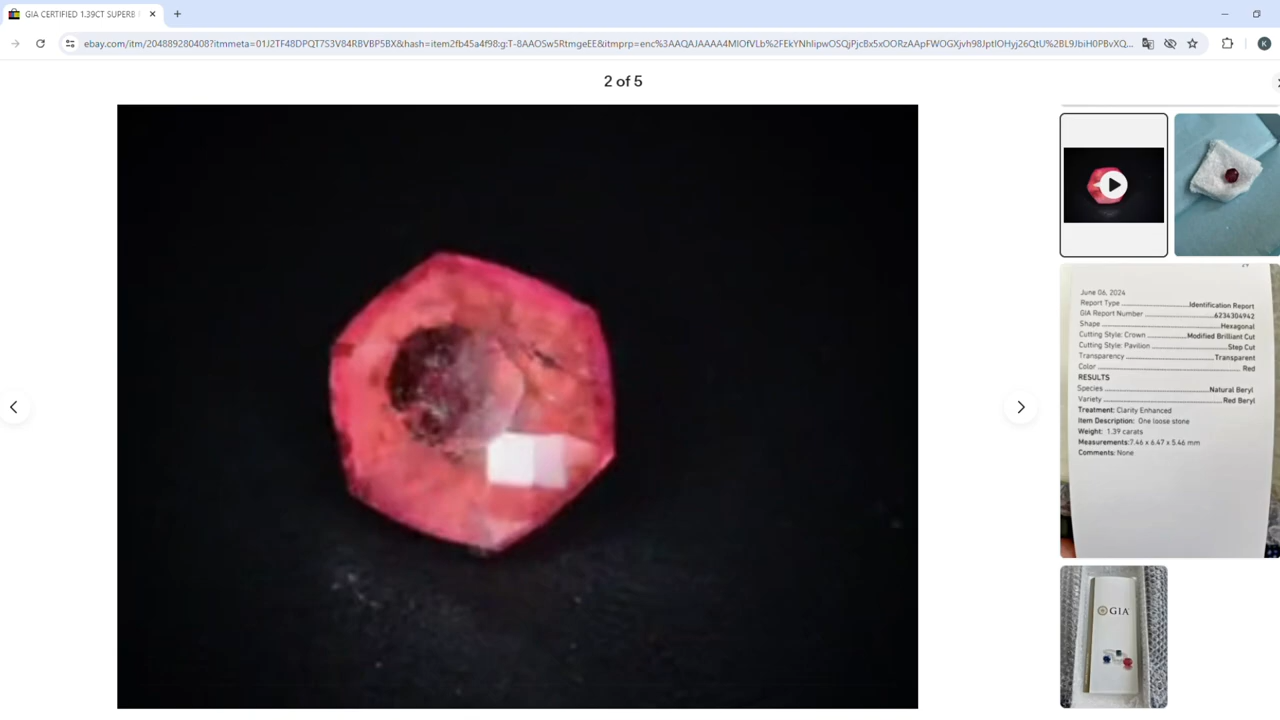 GIA CERTIFIED 1.39CT SUPERB
ebay.com/itm/204889280408?itmmeta=01J2TF48DPQT7S3V84RBVBP5BX&hash=item2fb45a4f98:g:T-8AAOSw5RtmgeEE&itmprp=enc%3AAQAJAAAA4MIOfVLb%2FEkYNhIipwOSQjPjcBx5xOORzAApFWOGXjvh98JptIOHyj26QtU%2BL9JbiH0PBvXQ...
K
2 of 5
June 06, 2024
Report Type Identification Report
GIA Report Number 6234304942
Shape Hexagonal
Cutting Style: Crown Modified Brilliant Cut
Cutting Style: Pavilion Step Cut
Transparency Transparent
Color Red
RESULTS
Species Natural Beryl
Variety Red Beryl
Treatment: Clarity Enhanced
Item Description: One loose stone
Weight: 1.39 carats
Measurements:7.46 x 6.47 x 5.46 mm
Comments: None
GIA